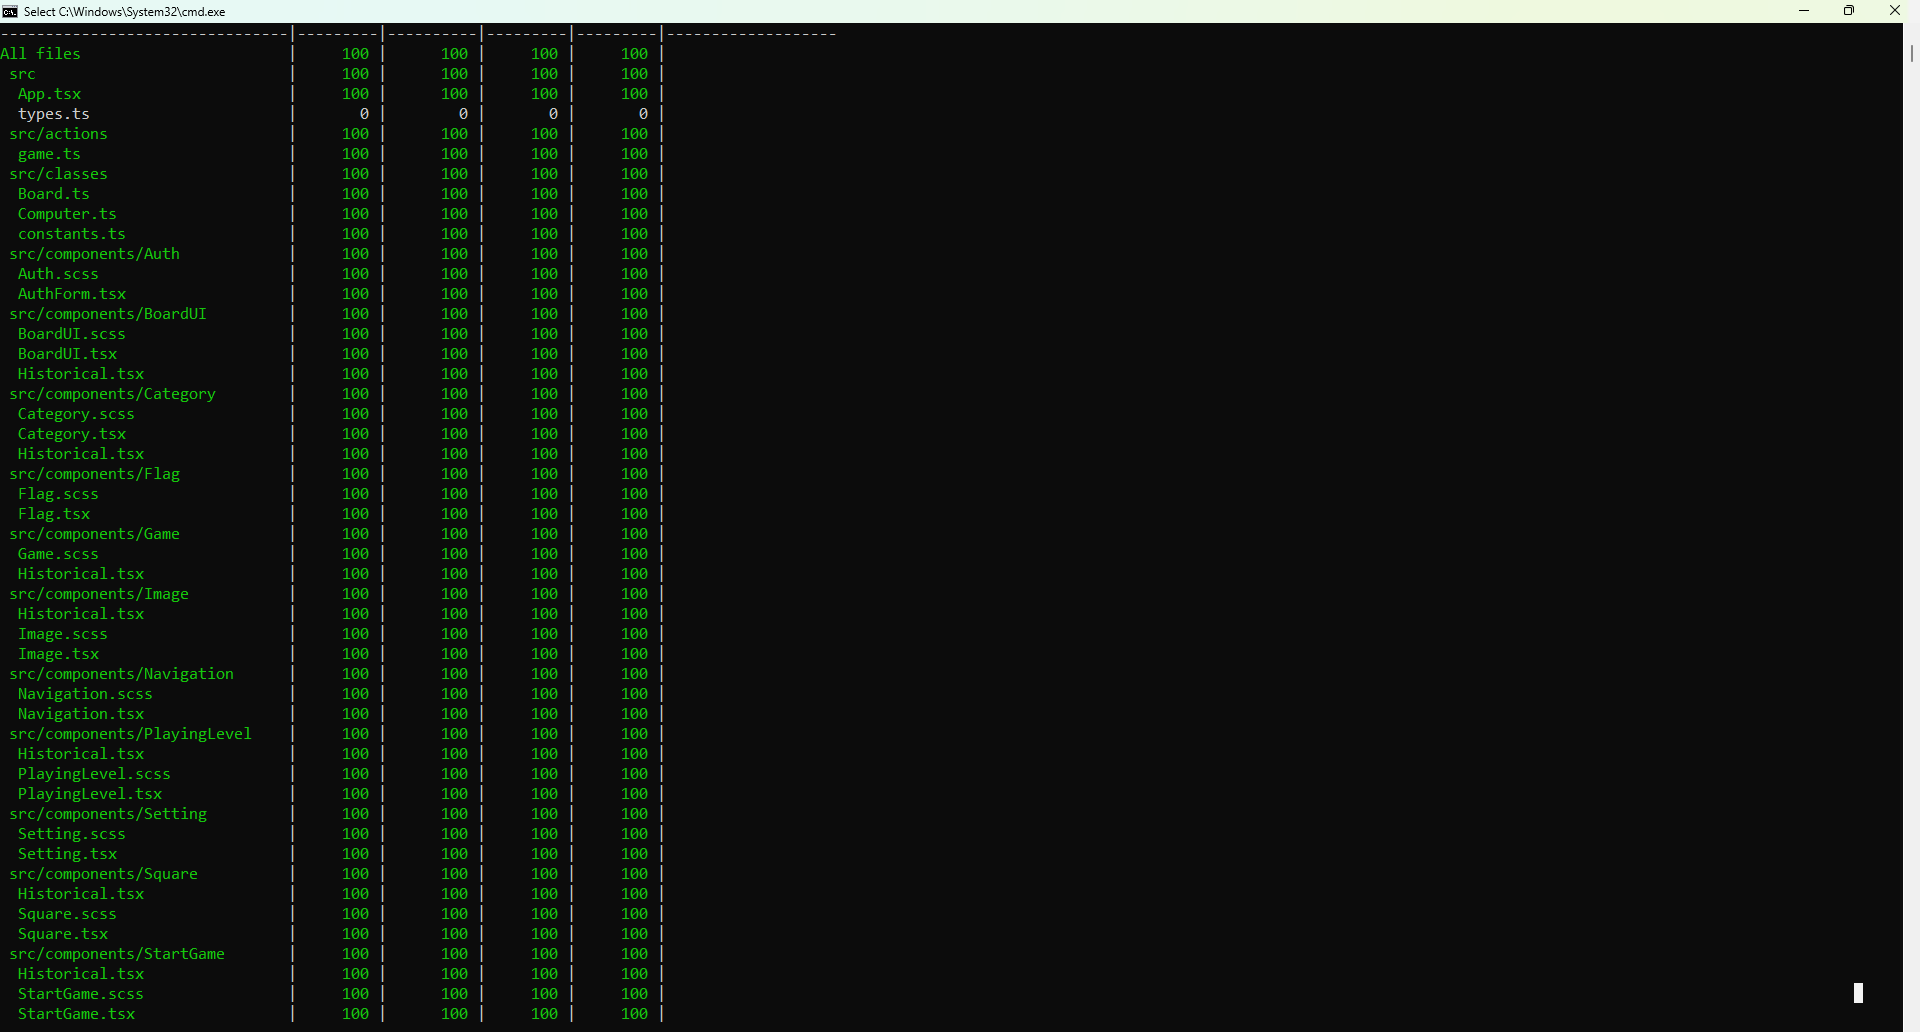 Select C:\Windows\System32\cmd.exe
--------------------------------|---------|----------|---------|---------|-------------------
All files | 100 | 100 | 100 | 100 |
src | 100 | 100 | 100 | 100 |
App.tsx | 100 | 100 | 100 | 100 |
types.ts | 0 | 0 | 0 | 0 |
src/actions | 100 | 100 | 100 | 100 |
game.ts | 100 | 100 | 100 | 100 |
src/classes | 100 | 100 | 100 | 100 |
Board.ts | 100 | 100 | 100 | 100 |
Computer.ts | 100 | 100 | 100 | 100 |
constants.ts | 100 | 100 | 100 | 100 |
src/components/Auth | 100 | 100 | 100 | 100 |
Auth.scss | 100 | 100 | 100 | 100 |
AuthForm.tsx | 100 | 100 | 100 | 100 |
src/components/BoardUI | 100 | 100 | 100 | 100 |
BoardUI.scss | 100 | 100 | 100 | 100 |
BoardUI.tsx | 100 | 100 | 100 | 100 |
Historical.tsx | 100 | 100 | 100 | 100 |
src/components/Category | 100 | 100 | 100 | 100 |
Category.scss | 100 | 100 | 100 | 100 |
Category.tsx | 100 | 100 | 100 | 100 |
Historical.tsx | 100 | 100 | 100 | 100 |
src/components/Flag | 100 | 100 | 100 | 100 |
Flag.scss | 100 | 100 | 100 | 100 |
Flag.tsx | 100 | 100 | 100 | 100 |
src/components/Game | 100 | 100 | 100 | 100 |
Game.scss | 100 | 100 | 100 | 100 |
Historical.tsx | 100 | 100 | 100 | 100 |
src/components/Image | 100 | 100 | 100 | 100 |
Historical.tsx | 100 | 100 | 100 | 100 |
Image.scss | 100 | 100 | 100 | 100 |
Image.tsx | 100 | 100 | 100 | 100 |
src/components/Navigation | 100 | 100 | 100 | 100 |
Navigation.scss | 100 | 100 | 100 | 100 |
Navigation.tsx | 100 | 100 | 100 | 100 |
src/components/PlayingLevel | 100 | 100 | 100 | 100 |
Historical.tsx | 100 | 100 | 100 | 100 |
PlayingLevel.scss | 100 | 100 | 100 | 100 |
PlayingLevel.tsx | 100 | 100 | 100 | 100 |
src/components/Setting | 100 | 100 | 100 | 100 |
Setting.scss | 100 | 100 | 100 | 100 |
Setting.tsx | 100 | 100 | 100 | 100 |
src/components/Square | 100 | 100 | 100 | 100 |
Historical.tsx | 100 | 100 | 100 | 100 |
Square.scss | 100 | 100 | 100 | 100 |
Square.tsx | 100 | 100 | 100 | 100 |
src/components/StartGame | 100 | 100 | 100 | 100 |
Historical.tsx | 100 | 100 | 100 | 100 |
StartGame.scss | 100 | 100 | 100 | 100 |
StartGame.tsx | 100 | 100 | 100 | 100 |